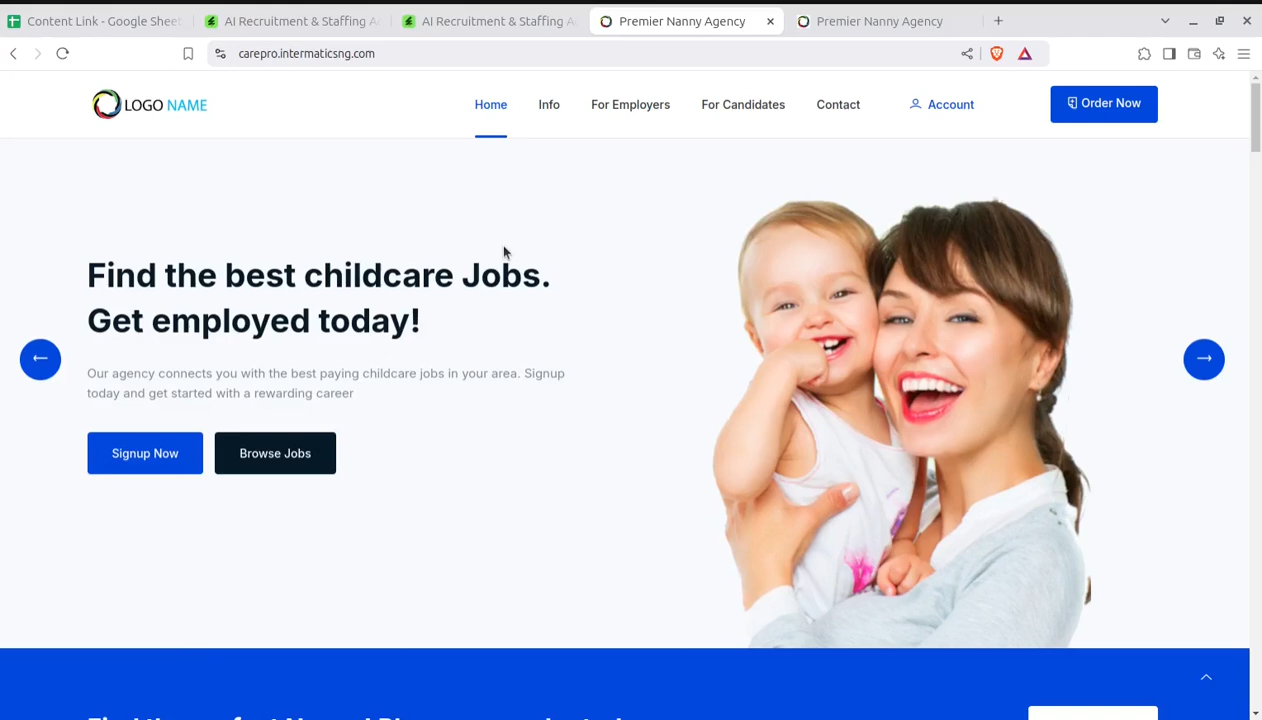 Content Link - Google Sheet
AI Recruitment & Staffing A
AI Recruitment & Staffing A
Premier Nanny Agency
Premier Nanny Agency
carepro.intermaticsng.com
LOGO NAME
Home
Info
For Employers
For Candidates
Contact
Account
Order Now
Find the best childcare Jobs.
Get employed today!
Our agency connects you with the best paying childcare jobs in your area. Signup
today and get started with a rewarding career
Signup Now
Browse Jobs